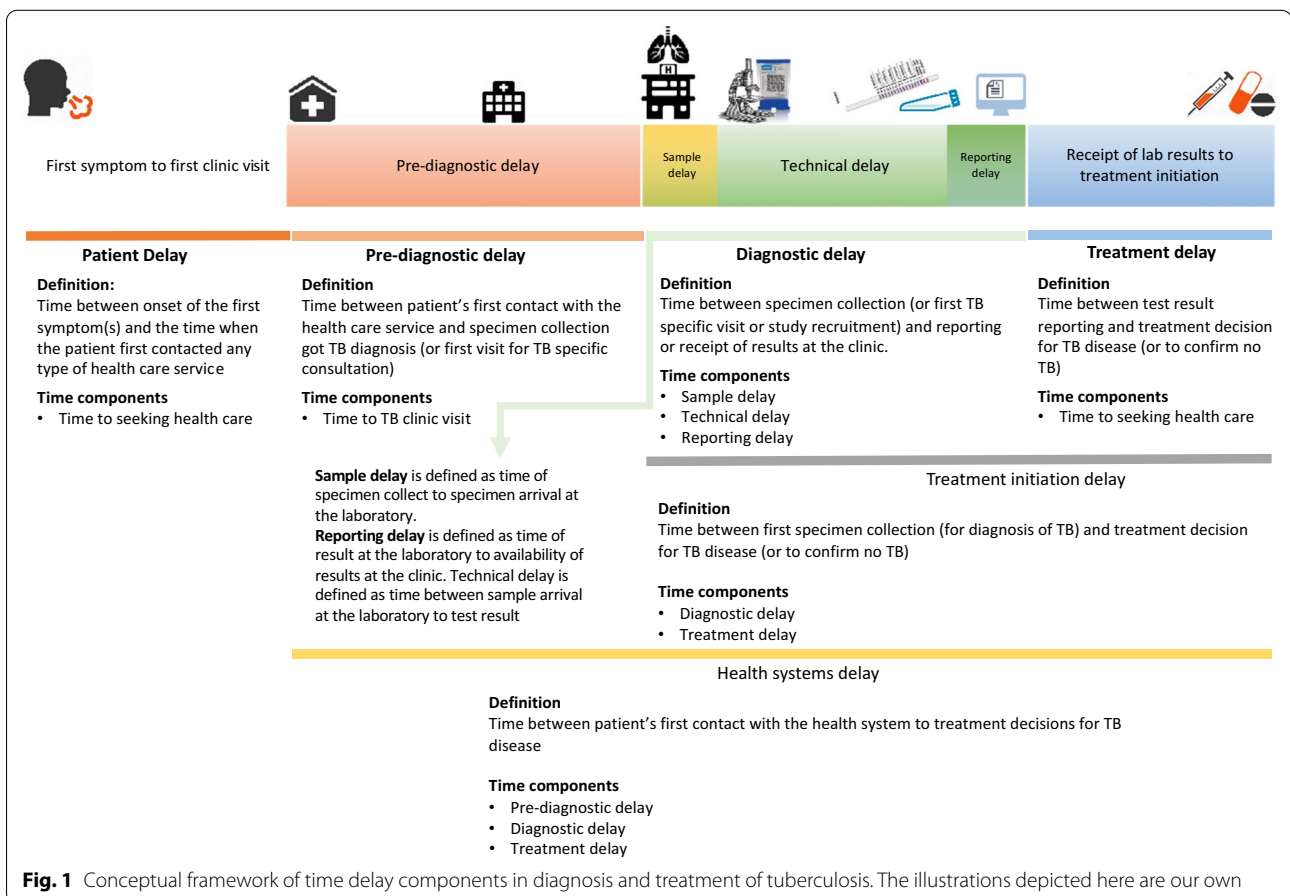 H
First symptom to first clinic visit
Pre-diagnostic delay
Sample
delay
Technical delay
Reporting
delay
Receipt of lab results to
treatment initiation
Patient Delay
Definition:
Time between onset of the first
symptom(s) and the time when
the patient first contacted any
type of health care service
Time components
• Time to seeking health care
Pre-diagnostic delay
Definition
Time between patient's first contact with the
health care service and specimen collection
got TB diagnosis (or first visit for TB specific
consultation)
Time components
• Time to TB clinic visit
Sample delay is defined as time of
specimen collect to specimen arrival at
the laboratory.
Reporting delay is defined as time of
result at the laboratory to availability of
results at the clinic. Technical delay is
defined as time between sample arrival
at the laboratory to test result
Diagnostic delay
Definition
Time between specimen collection (or first TB
specific visit or study recruitment) and reporting
or receipt of results at the clinic.
Time components
• Sample delay
• Technical delay
• Reporting delay
Treatment delay
Definition
Time between test result
reporting and treatment decision
for TB disease (or to confirm no
TB)
Time components
• Time to seeking health care
Treatment initiation delay
Definition
Time between first specimen collection (for diagnosis of TB) and treatment decision
for TB disease (or to confirm no TB)
Time components
• Diagnostic delay
• Treatment delay
Health systems delay
Definition
Time between patient's first contact with the health system to treatment decisions for TB
disease
Time components
• Pre-diagnostic delay
• Diagnostic delay
• Treatment delay
Fig. 1 Conceptual framework of time delay components in diagnosis and treatment of tuberculosis. The illustrations depicted here are our own